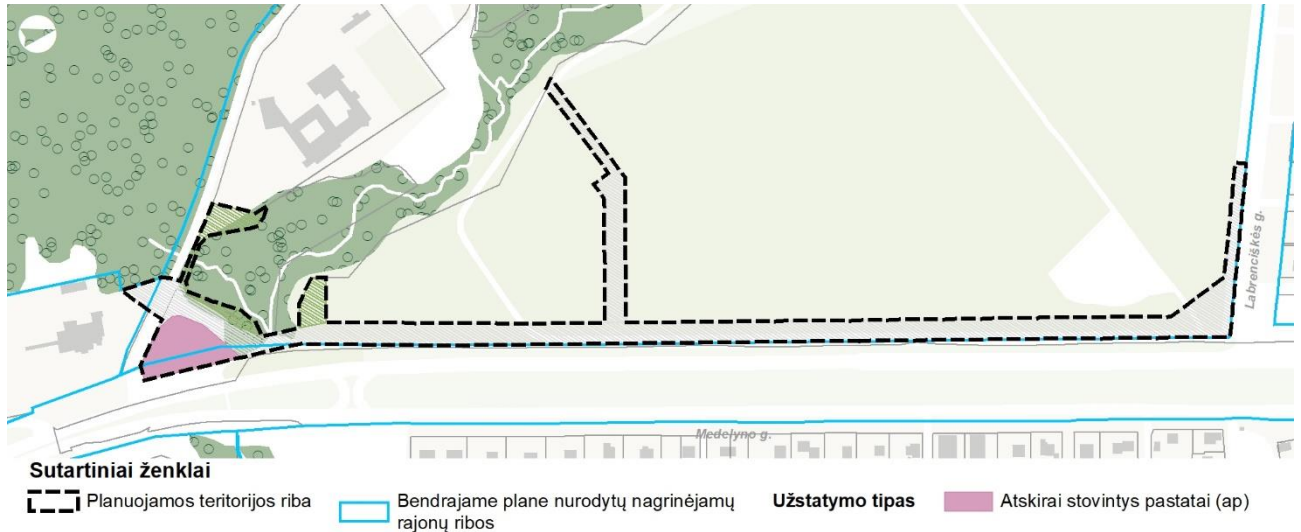 Labrenciškės g.
Medelyno g.
Sutartiniai ženklai
Planuojamos teritorijos riba
Bendrajame plane nurodytų nagrinėjamų
rajonų ribos
Užstatymo tipas
Atskirai stovintys pastatai (ap)